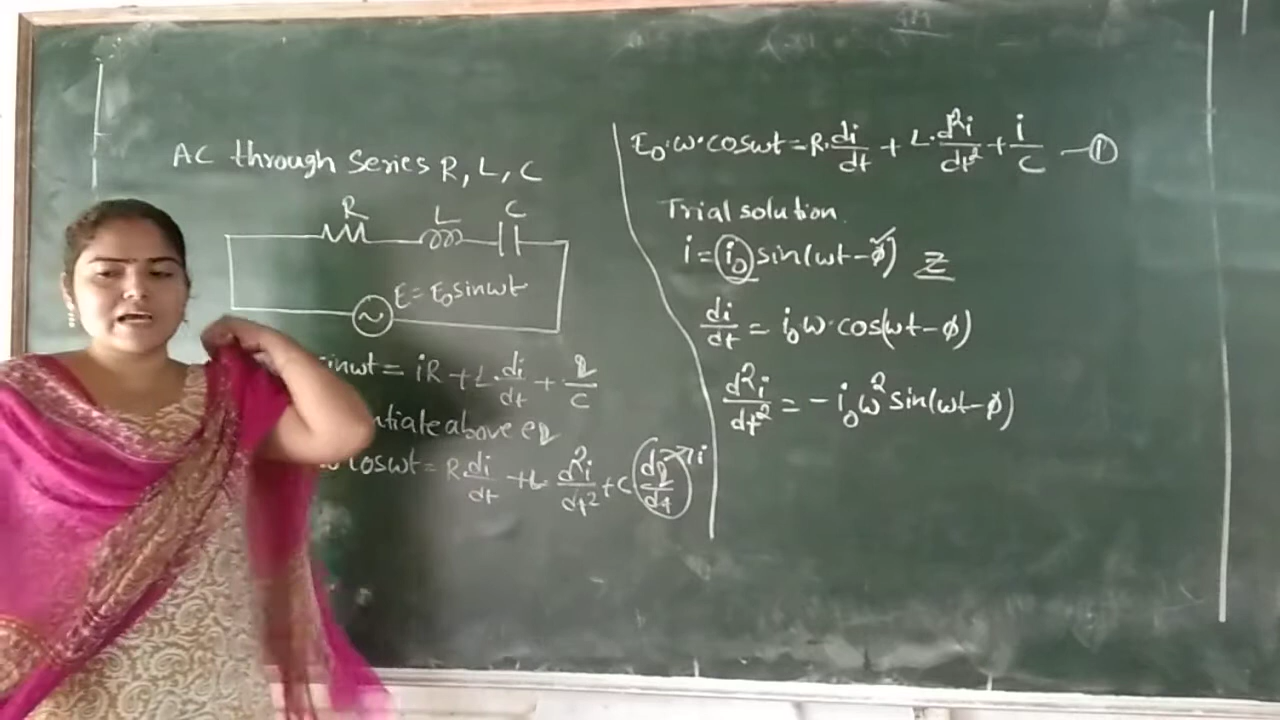 AC through Series R, L, C
R L C
E = E₀sinωt
inωt = iR + L di/dt + q/c
ntiate above eq
cosωt = R. di/dt + L d²i/dt² + C. dq/dt → i
E₀.ω.cosωt = R. di/dt + L. d²i/dt² + i/C — ①
Trial solution.
i = i₀ sin(ωt-ø) Z
di/dt = i₀ω.cos(ωt-ø)
d²i/dt² = -i₀ω² sin(ωt-ø)